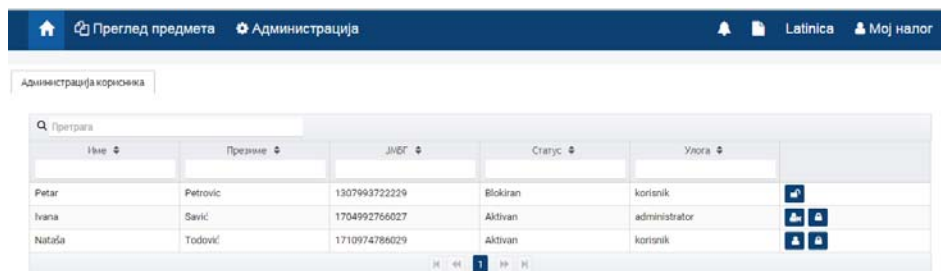 Преглед предмета Администрација Latinica Мој налог
Администрација корисника
Претрага
Име Презиме ЈМБГ Статус Улога
Petar Petrovic 1307993722229 Blokiran korisnik
Ivana Savić 1704992766027 Aktivan administrator
Nataša Todović 1710974786029 Aktivan korisnik
1